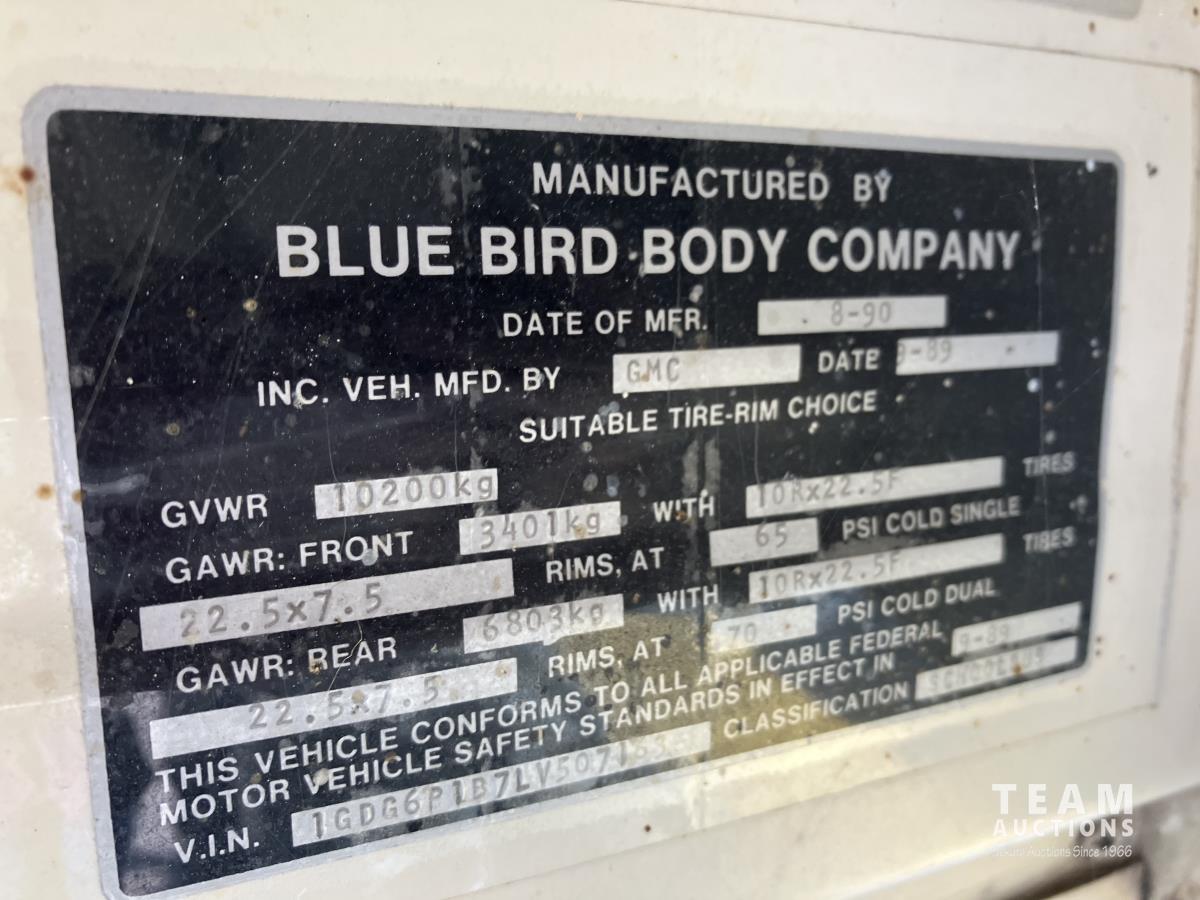 MANUFACTURED BY
BLUE BIRD BODY COMPANY
DATE OF MFR. 8-90
INC. VEH. MFD. BY GMC DATE 9-89
SUITABLE TIRE-RIM CHOICE
GVWR 10200kg
GAWR: FRONT 3401kg WITH 10Rx22.5F TIRES
22.5x7.5 RIMS, AT 65 PSI COLD SINGLE
GAWR: REAR 6803kg WITH 10Rx22.5F TIRES
22.5x7.5 RIMS, AT 70 PSI COLD DUAL
THIS VEHICLE CONFORMS TO ALL APPLICABLE FEDERAL
MOTOR VEHICLE SAFETY STANDARDS IN EFFECT IN 9-89
V.I.N. CLASSIFICATION SCHOOLBUS
TEAM
AUCTIONS
Auctions Since 1966